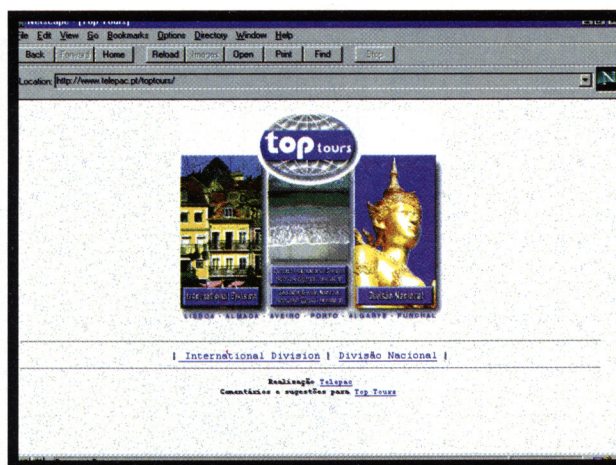 Netscape - [Top Tours]
File Edit View Go Bookmarks Options Directory Window Help
Back Forward Home Reload Images Open Print Find Stop
Location: http://www.telepac.pt/toptours/
N
top tours
International Division
Divisão Nacional
LISBOA - ALMADA - AVEIRO - PORTO - ALGARVE - FUNCHAL
| International Division | Divisão Nacional |
Realização Telepac
Comentários e sugestões para Top Tours